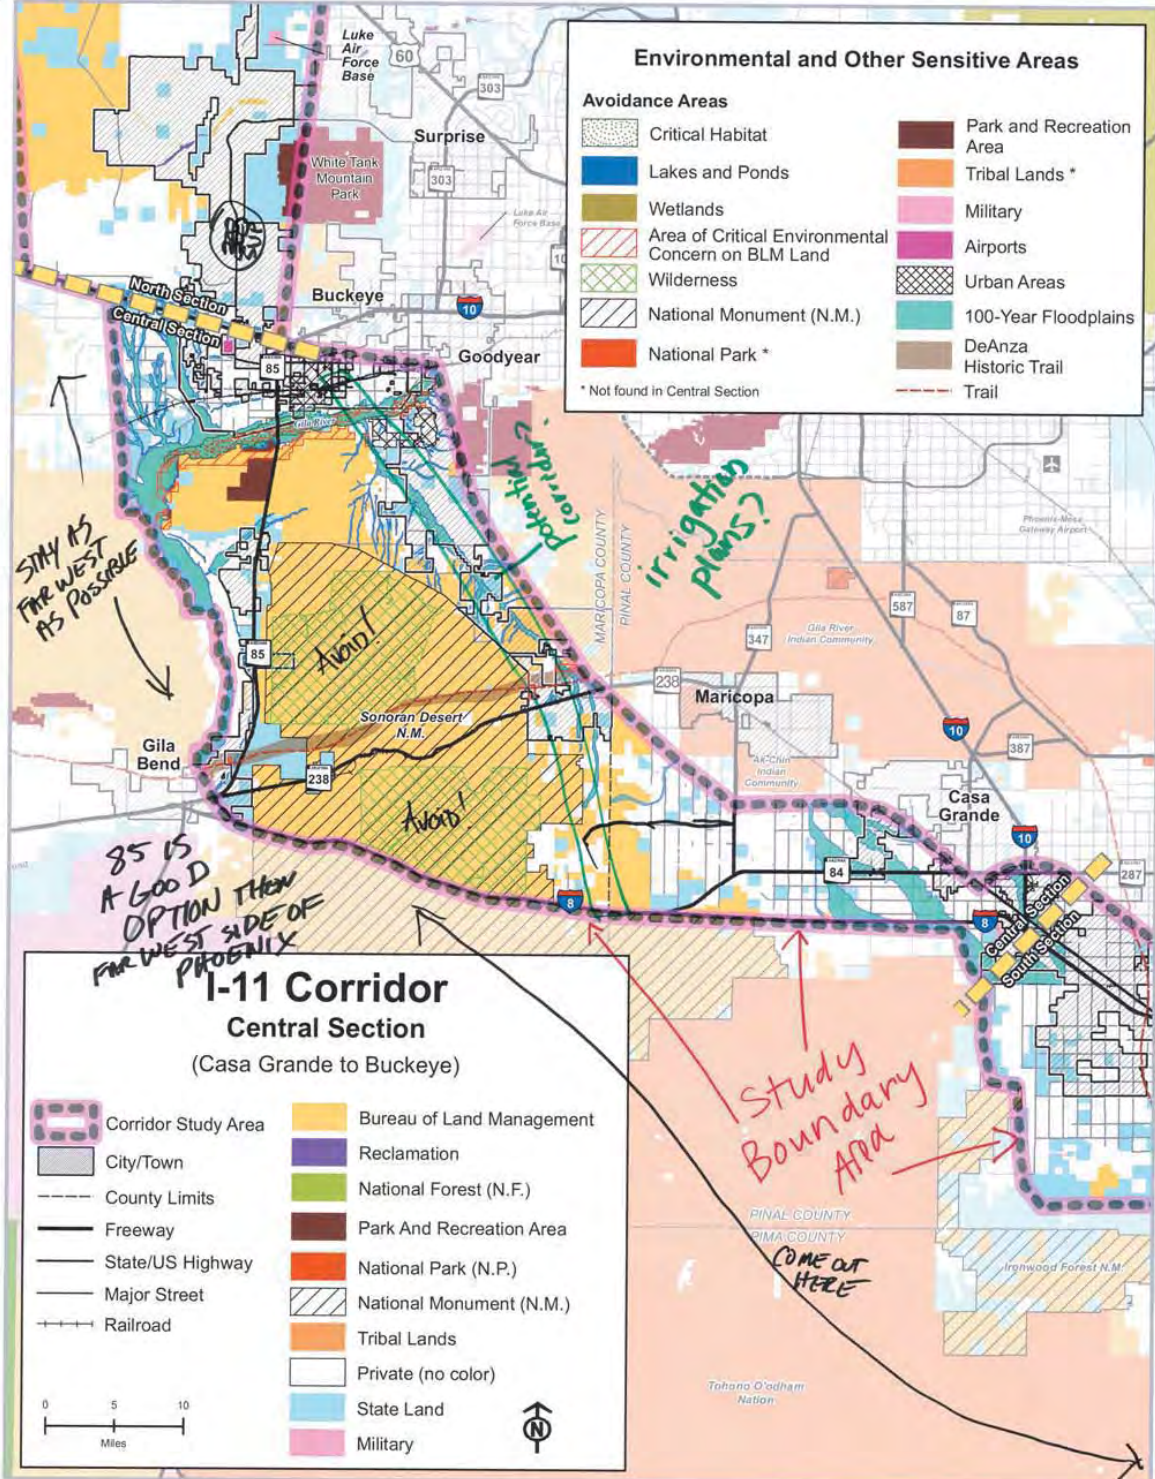 Luke
Air
Force
Base
60
303
Surprise
303
White Tank
Mountain
Park
Luke Air
Force Base
10
North Section
Central Section
Buckeye
10
Goodyear
85
Gila River
Environmental and Other Sensitive Areas
Avoidance Areas
Critical Habitat
Lakes and Ponds
Wetlands
Area of Critical Environmental
Concern on BLM Land
Wilderness
National Monument (N.M.)
National Park *
* Not found in Central Section
Park and Recreation
Area
Tribal Lands *
Military
Airports
Urban Areas
100-Year Floodplains
DeAnza
Historic Trail
Trail
STAY AS
FAR WEST
AS POSSIBLE
potential
corridor?
irrigation
plans?
MARICOPA COUNTY
PINAL COUNTY
Phoenix-Mesa
Gateway Airport
587
87
347
Gila River
Indian Community
AVOID!
85
238
Maricopa
Sonoran Desert
N.M.
10
387
Gila
Bend
238
Ak-Chin
Indian
Community
Casa
Grande
AVOID!
10
84
287
8
8
Central Section
South Section
85 IS
A GOOD
OPTION THEN
FAR WEST SIDE OF
PHOENIX
Study
Boundary
Area
I-11 Corridor
Central Section
(Casa Grande to Buckeye)
Corridor Study Area
City/Town
County Limits
Freeway
State/US Highway
Major Street
Railroad
0 5 10
Miles
Bureau of Land Management
Reclamation
National Forest (N.F.)
Park And Recreation Area
National Park (N.P.)
National Monument (N.M.)
Tribal Lands
Private (no color)
State Land
Military
N
PINAL COUNTY
PIMA COUNTY
COME OUT
HERE
Ironwood Forest N.M.
Tohono O'odham
Nation